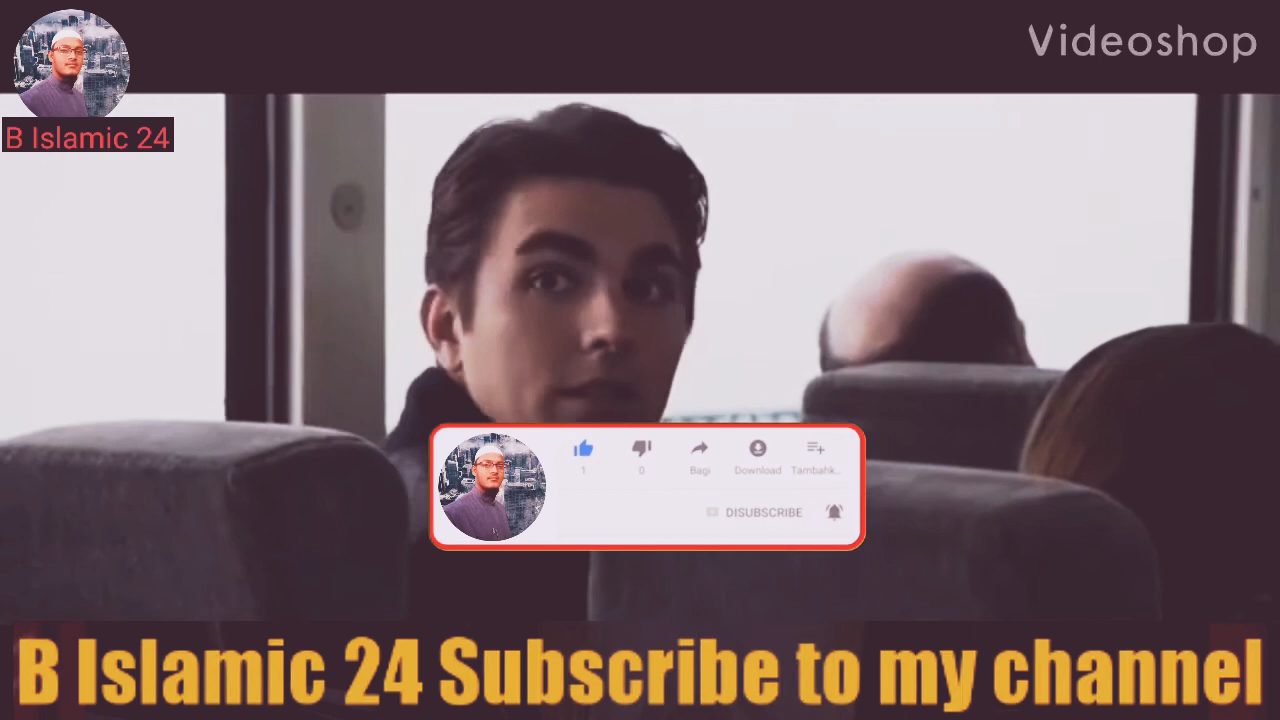 Videoshop
B Islamic 24
1
0
Bagi
Download
Tambahk...
DISUBSCRIBE
B Islamic 24 Subscribe to my channel